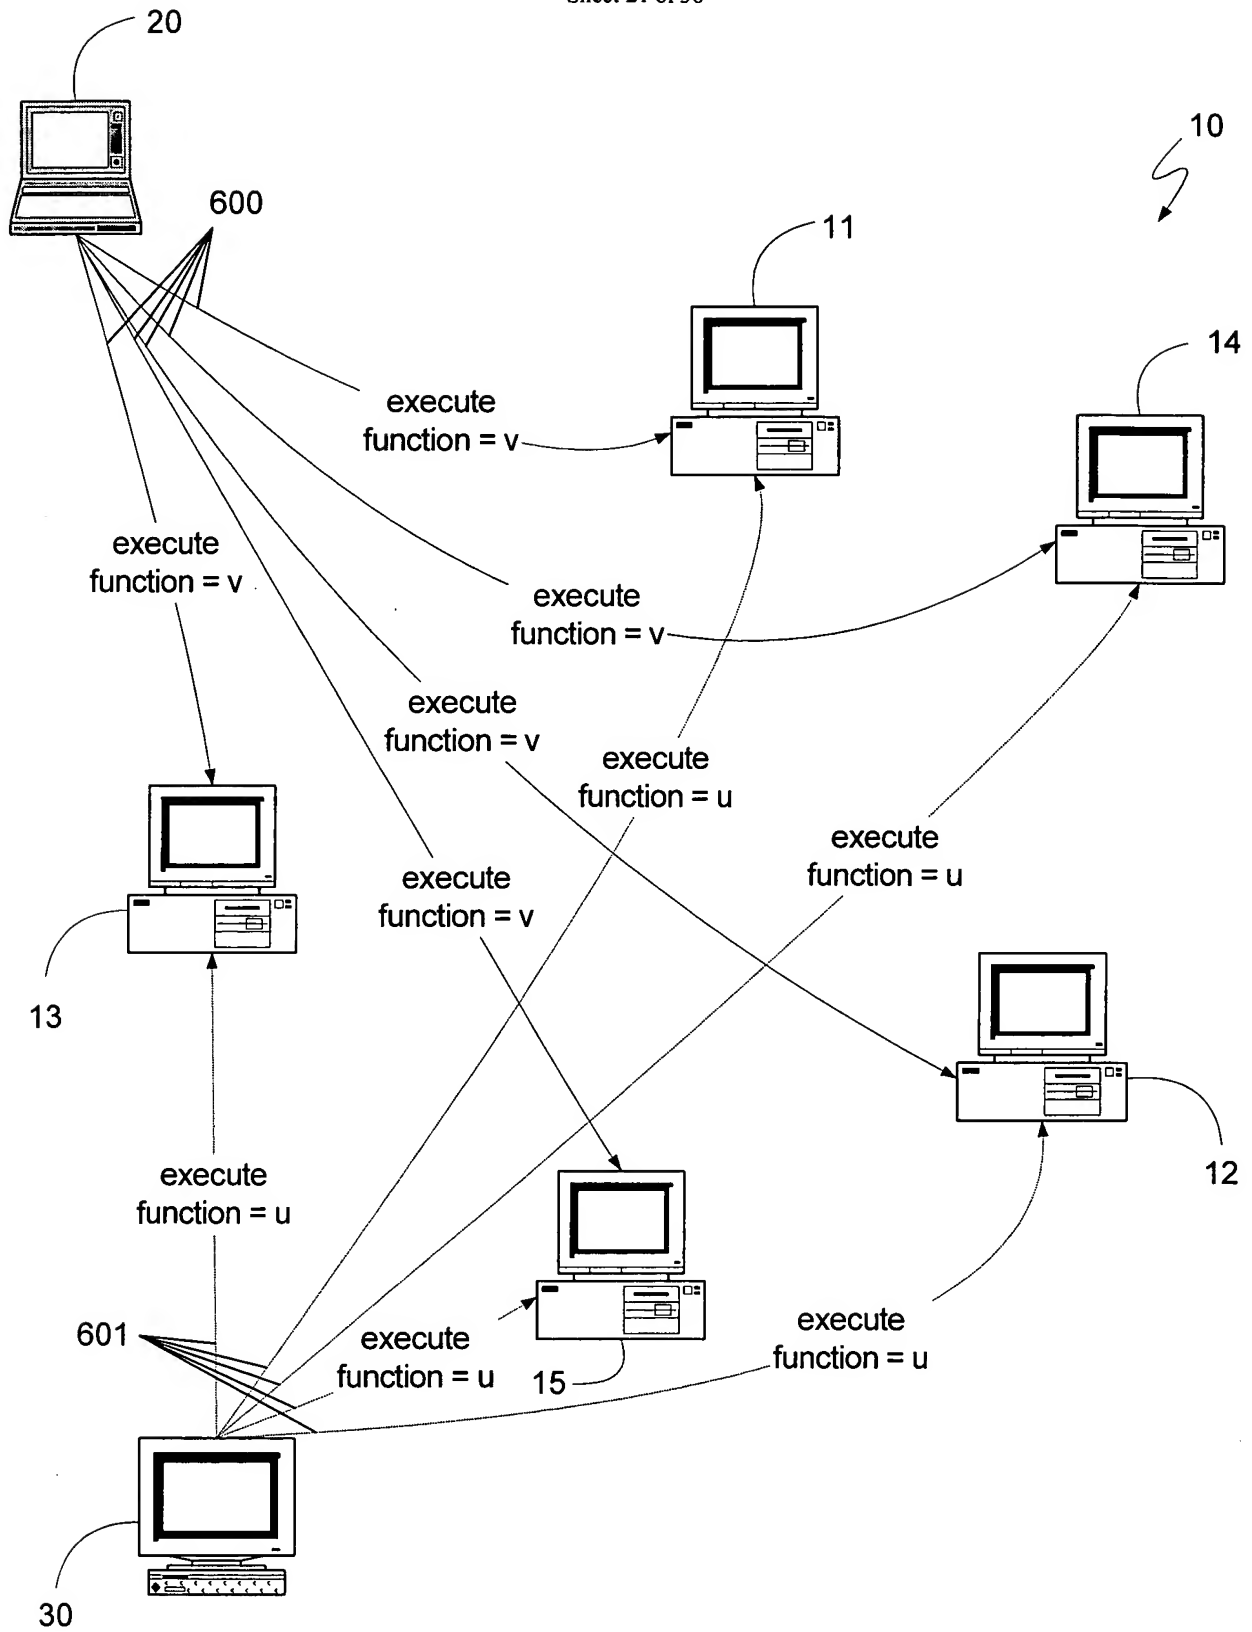 20
10
600
11
14
execute
function = v
execute
function = v
execute
function = v
execute
function = v
execute
function = u
execute
function = u
execute
function = v
13
12
execute
function = u
execute
function = u
601
execute
function = u
15
30